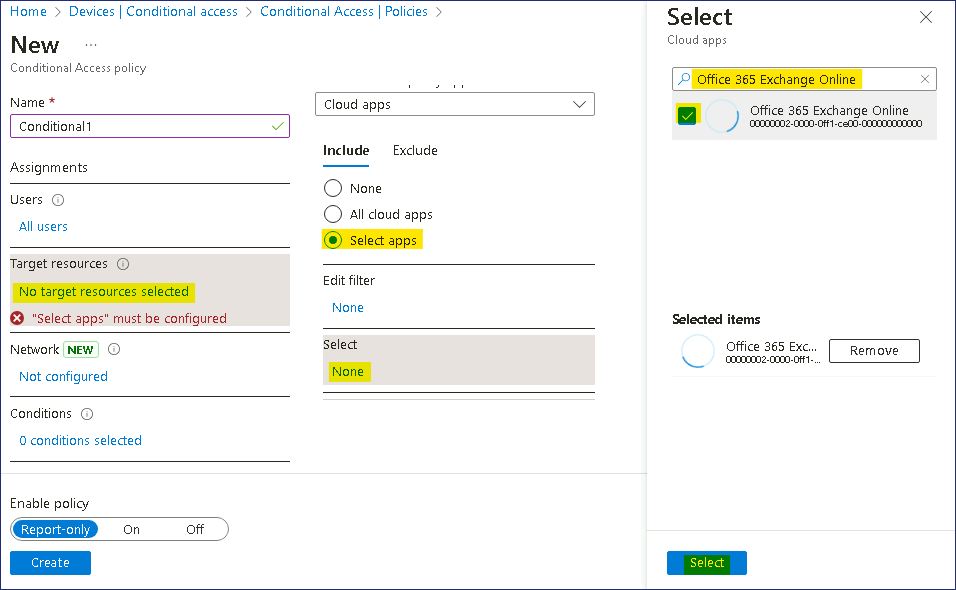 Home > Devices | Conditional access > Conditional Access | Policies >
New ...
Conditional Access policy
Name *
Conditional1
Assignments
Users
All users
Target resources
No target resources selected
"Select apps" must be configured
Network NEW
Not configured
Conditions
0 conditions selected
Enable policy
Report-only On Off
Create
Cloud apps
Include Exclude
None
All cloud apps
Select apps
Edit filter
None
Select
None
Select
Cloud apps
Office 365 Exchange Online
Office 365 Exchange Online
00000002-0000-0ff1-ce00-000000000000
Selected items
Office 365 Exc...
00000002-0000-0ff1-...
Remove
Select